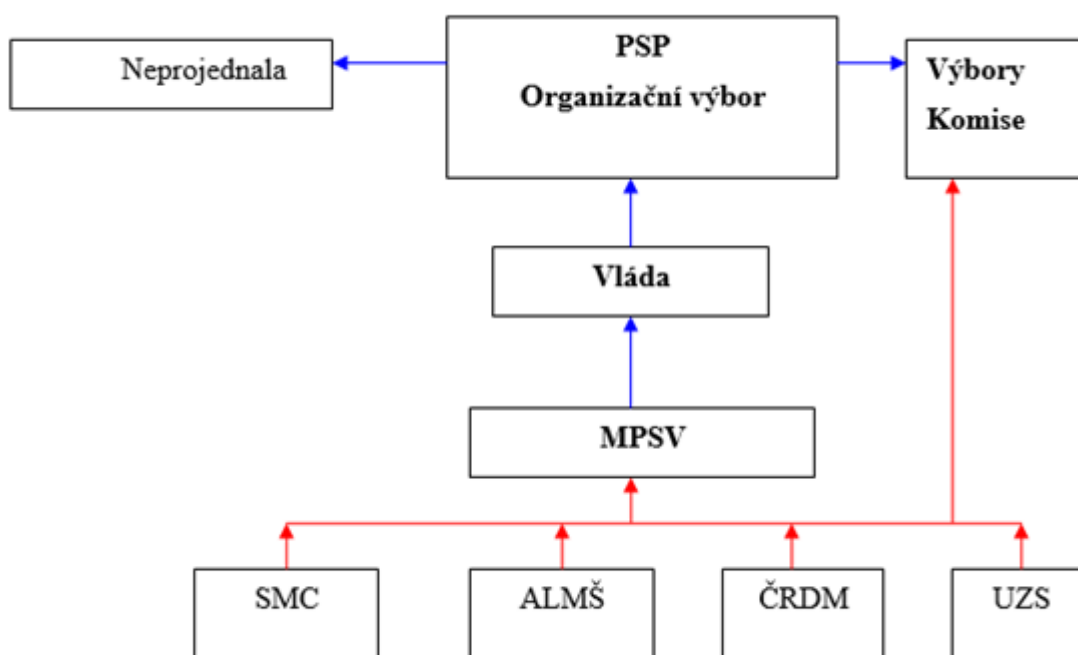 Neprojednala
PSP
Organizační výbor
Výbory
Komise
Vláda
MPSV
SMC
ALMŠ
ČRDM
UZS